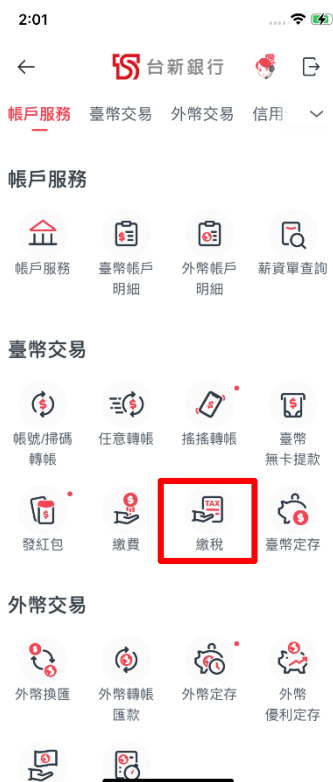 2:01
台新銀行
帳戶服務 臺幣交易 外幣交易 信用
帳戶服務
帳戶服務 臺幣帳戶 外幣帳戶 薪資單查詢
明細 明細
臺幣交易
帳號/掃碼 任意轉帳 搖搖轉帳 臺幣
轉帳 無卡提款
TAX
發紅包 繳費 繳稅 臺幣定存
外幣交易
外幣換匯 外幣轉帳 外幣定存 外幣
匯款 優利定存